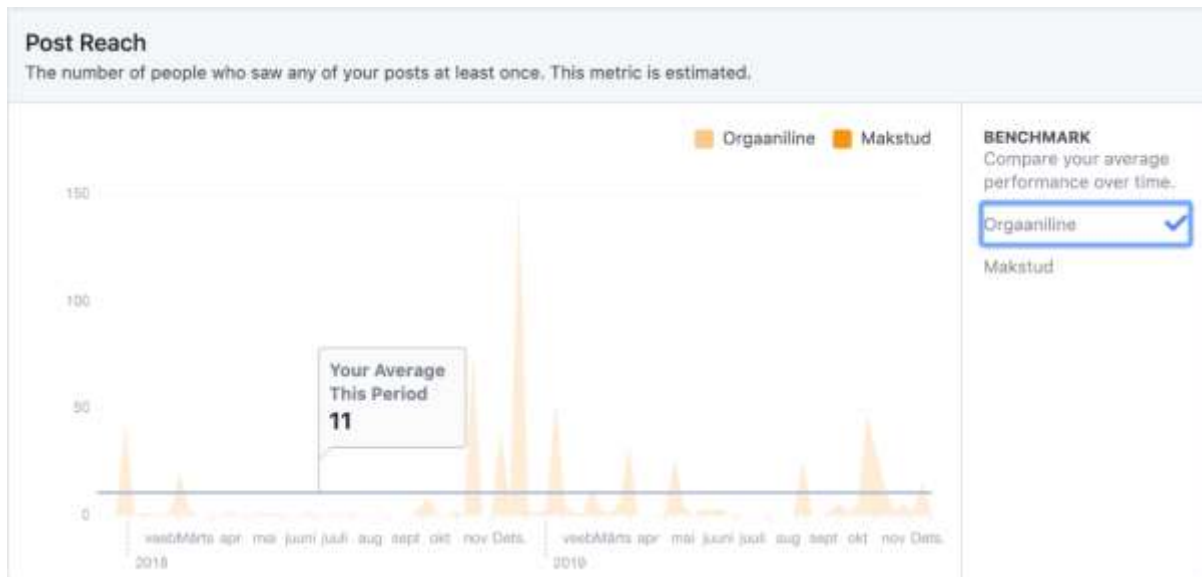 Post Reach
The number of people who saw any of your posts at least once. This metric is estimated.
Orgaaniline Makstud
BENCHMARK
Compare your average
performance over time.
Orgaaniline
Makstud
150
100
50
0
Your Average
This Period
11
veebMärts apr mai juuni juuli aug sept okt nov Dets.
2018
veebMärts apr mai juuni juuli aug sept okt nov Dets.
2019